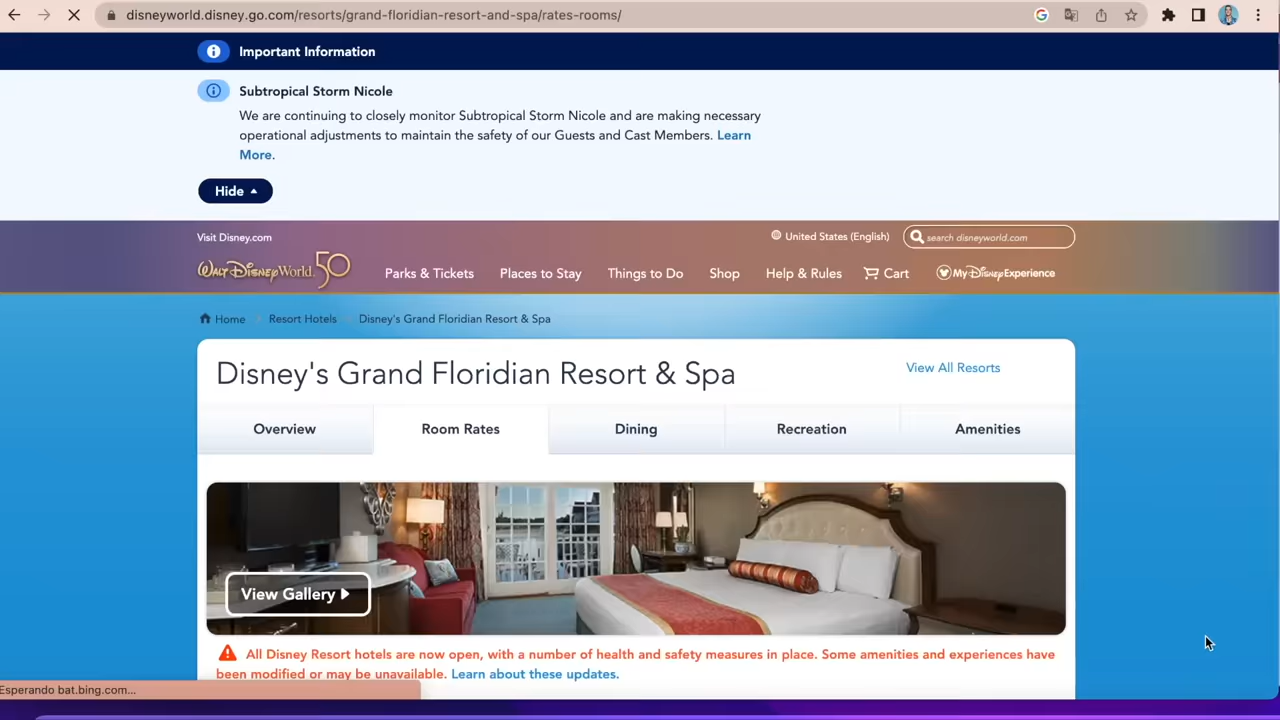 disneyworld.disney.go.com/resorts/grand-floridian-resort-and-spa/rates-rooms/
Important Information
Subtropical Storm Nicole
We are continuing to closely monitor Subtropical Storm Nicole and are making necessary
operational adjustments to maintain the safety of our Guests and Cast Members. Learn
More.
Hide
Visit Disney.com
United States (English)
search disneyworld.com
Walt Disney World. 50
Parks & Tickets
Places to Stay
Things to Do
Shop
Help & Rules
Cart
My Disney Experience
Home
Resort Hotels
Disney's Grand Floridian Resort & Spa
Disney's Grand Floridian Resort & Spa
View All Resorts
Overview
Room Rates
Dining
Recreation
Amenities
View Gallery
All Disney Resort hotels are now open, with a number of health and safety measures in place. Some amenities and experiences have
been modified or may be unavailable. Learn about these updates.
Esperando bat.bing.com...